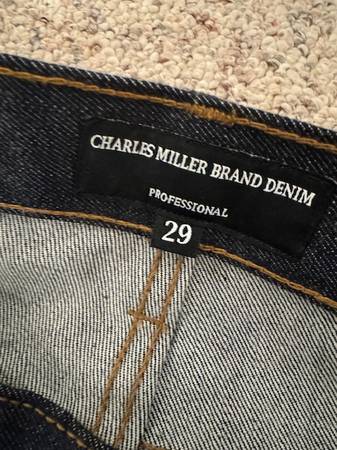 CHARLES MILLER BRAND DENIM
PROFESSIONAL
29